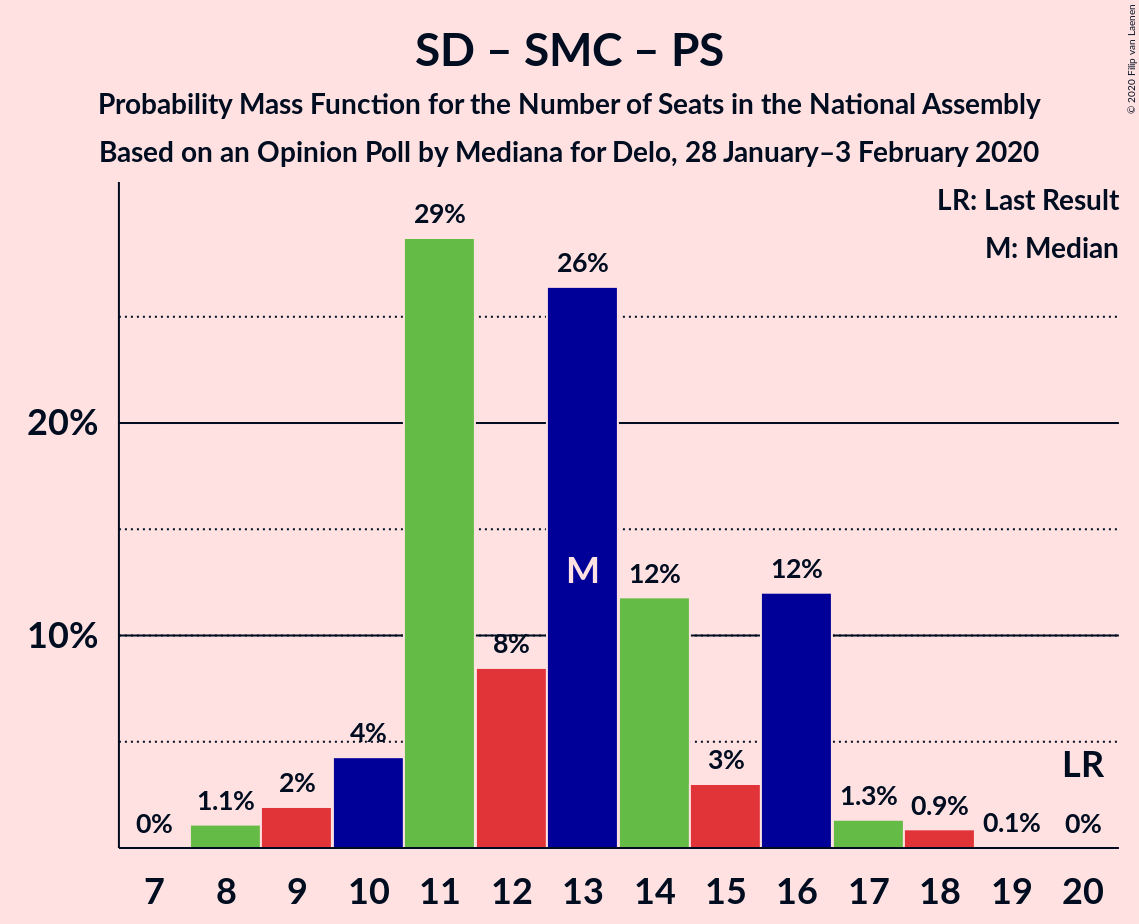 SD – SMC – PS
Probability Mass Function for the Number of Seats in the National Assembly
Based on an Opinion Poll by Mediana for Delo, 28 January–3 February 2020
© 2020 Filip van Laenen
LR: Last Result
M: Median
29%
26%
20%
12%
12%
M
10%
8%
4%
3%
LR
2%
1.1%
1.3%
0.9%
0%
0.1%
0%
7 8 9 10 11 12 13 14 15 16 17 18 19 20